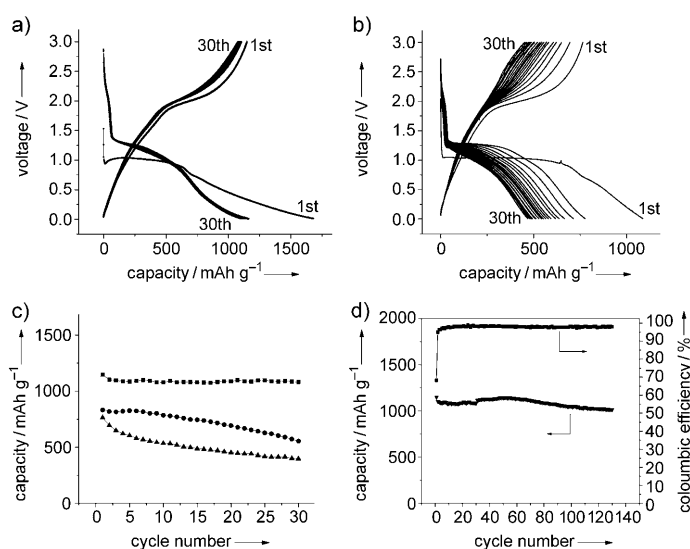 a)
3.0
2.5
2.0
1.5
1.0
0.5
0.0
voltage / V
30th
1st
30th
1st
0 500 1000 1500
capacity / mAh g⁻¹
b)
3.0
2.5
2.0
1.5
1.0
0.5
0.0
voltage / V
30th
1st
30th
1st
0 500 1000
capacity / mAh g⁻¹
c)
1500
1000
500
0
capacity / mAh g⁻¹
0 5 10 15 20 25 30
cycle number
d)
2000
1500
1000
500
0
capacity / mAh g⁻¹
100
90
80
70
60
50
40
30
20
10
0
coloumbic efficiency / %
0 20 40 60 80 100 120 140
cycle number